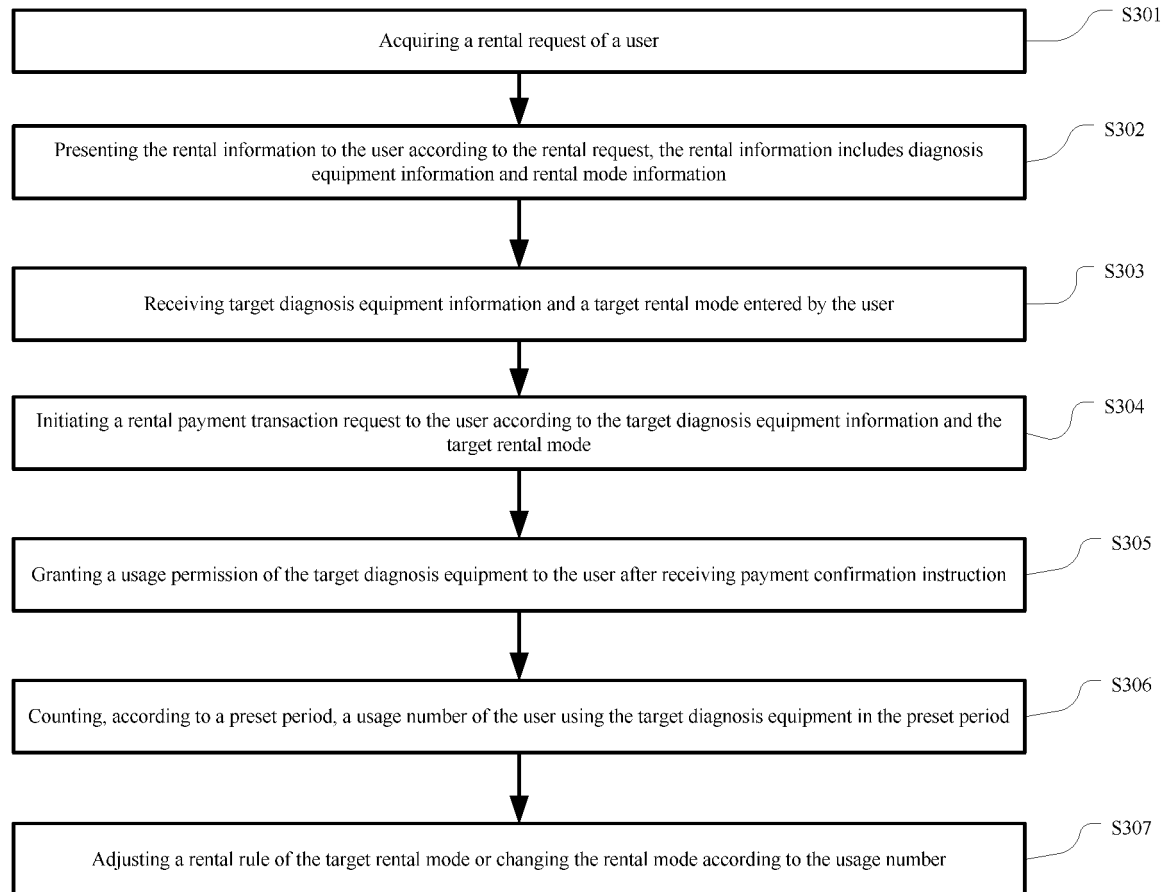 S301
Acquiring a rental request of a user
S302
Presenting the rental information to the user according to the rental request, the rental information includes diagnosis
equipment information and rental mode information
S303
Receiving target diagnosis equipment information and a target rental mode entered by the user
S304
Initiating a rental payment transaction request to the user according to the target diagnosis equipment information and the
target rental mode
S305
Granting a usage permission of the target diagnosis equipment to the user after receiving payment confirmation instruction
S306
Counting, according to a preset period, a usage number of the user using the target diagnosis equipment in the preset period
S307
Adjusting a rental rule of the target rental mode or changing the rental mode according to the usage number